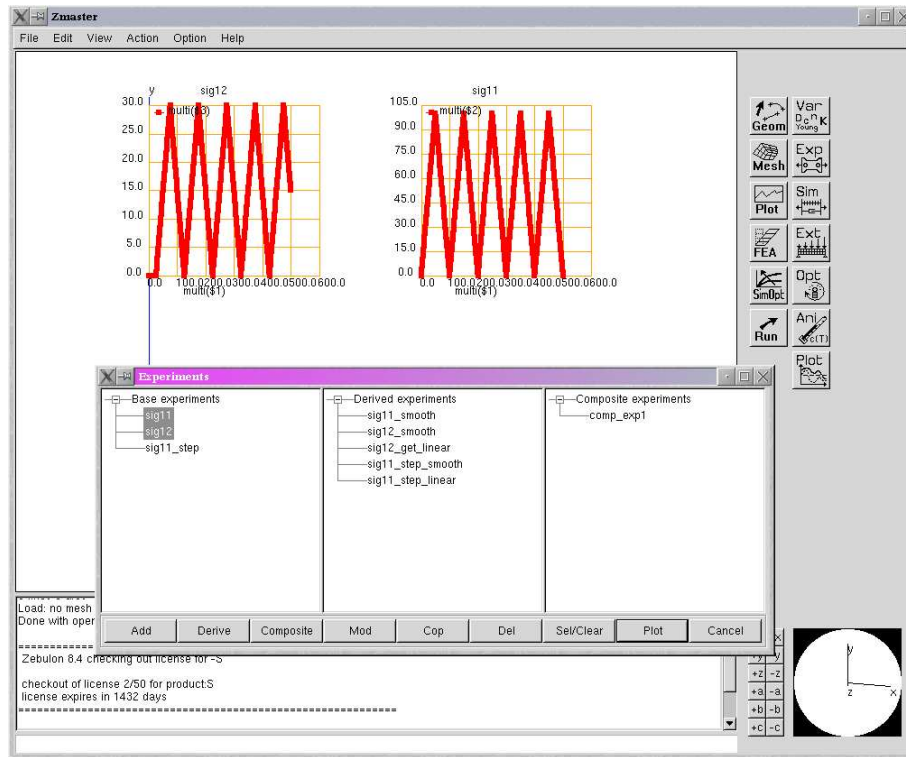 Zmaster
File Edit View Action Option Help
y sig12
30.0
multi($3)
25.0
20.0
15.0
10.0
5.0
0.0
0.0 100.0200.0300.0400.0500.0600.0
multi($1)
sig11
105.0
multi($2)
90.0
75.0
60.0
45.0
30.0
15.0
0.0
0.0 100.0200.0300.0400.0500.0600.0
multi($1)
Geom
Var
D c n K
Young
Mesh
Exp
Plot
Sim
FEA
Ext
SimOpt
Opt
Run
Ani
c(T)
Plot
Experiments
Base experiments
sig11
sig12
sig11_step
Derived experiments
sig11_smooth
sig12_smooth
sig12_get_linear
sig11_step_smooth
sig11_step_linear
Composite experiments
comp_exp1
Add Derive Composite Mod Cop Del Sel/Clear Plot Cancel
Load: no mesh
Done with oper
=====
Zebulon 8.4 checking out license for -S
checkout of license 2/50 for product:S
license expires in 1432 days
============================================================
+y -y
+z -z
+a -a
+b -b
+c -c
y
z
x